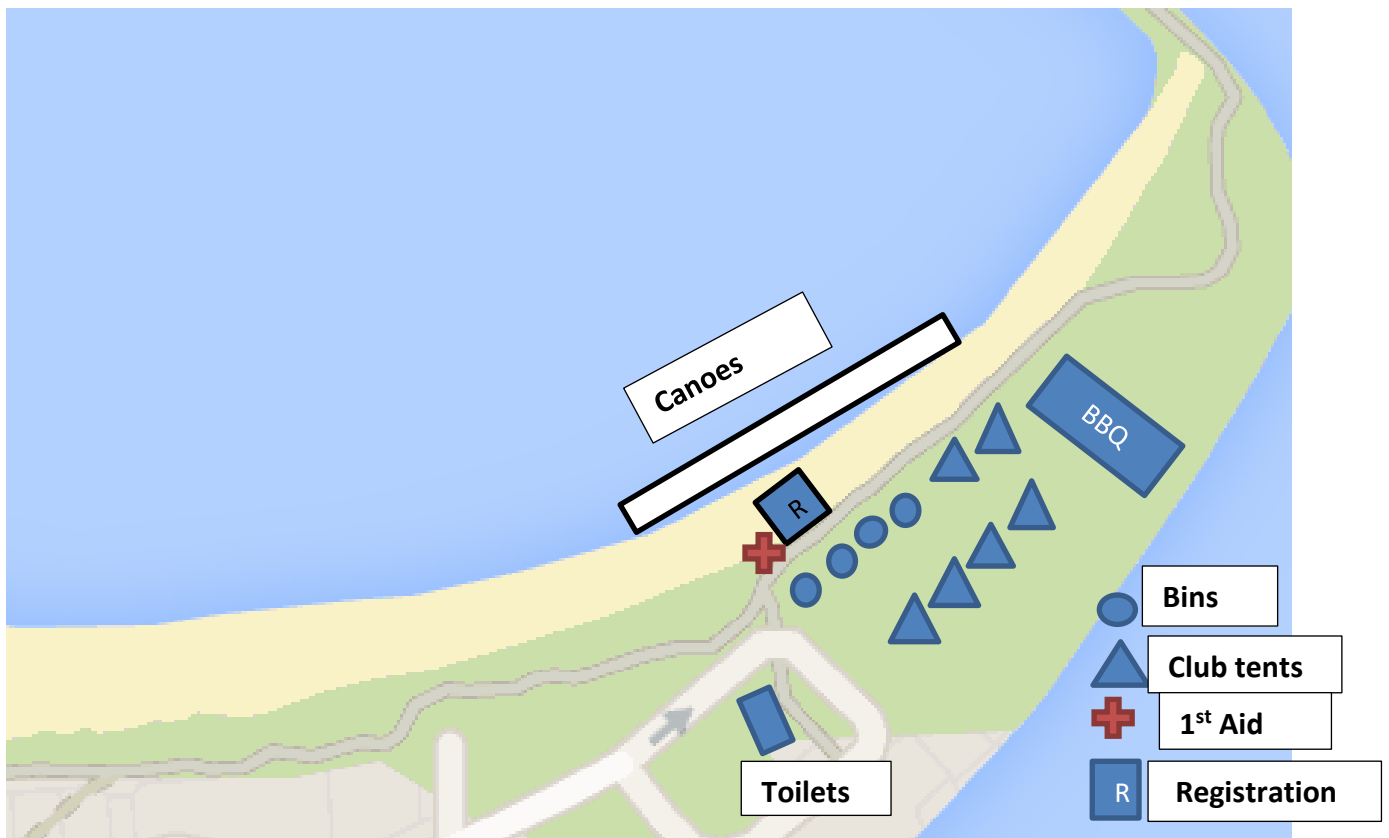 Canoes
BBQ
R
Bins
Club tents
1st Aid
Toilets
R
Registration